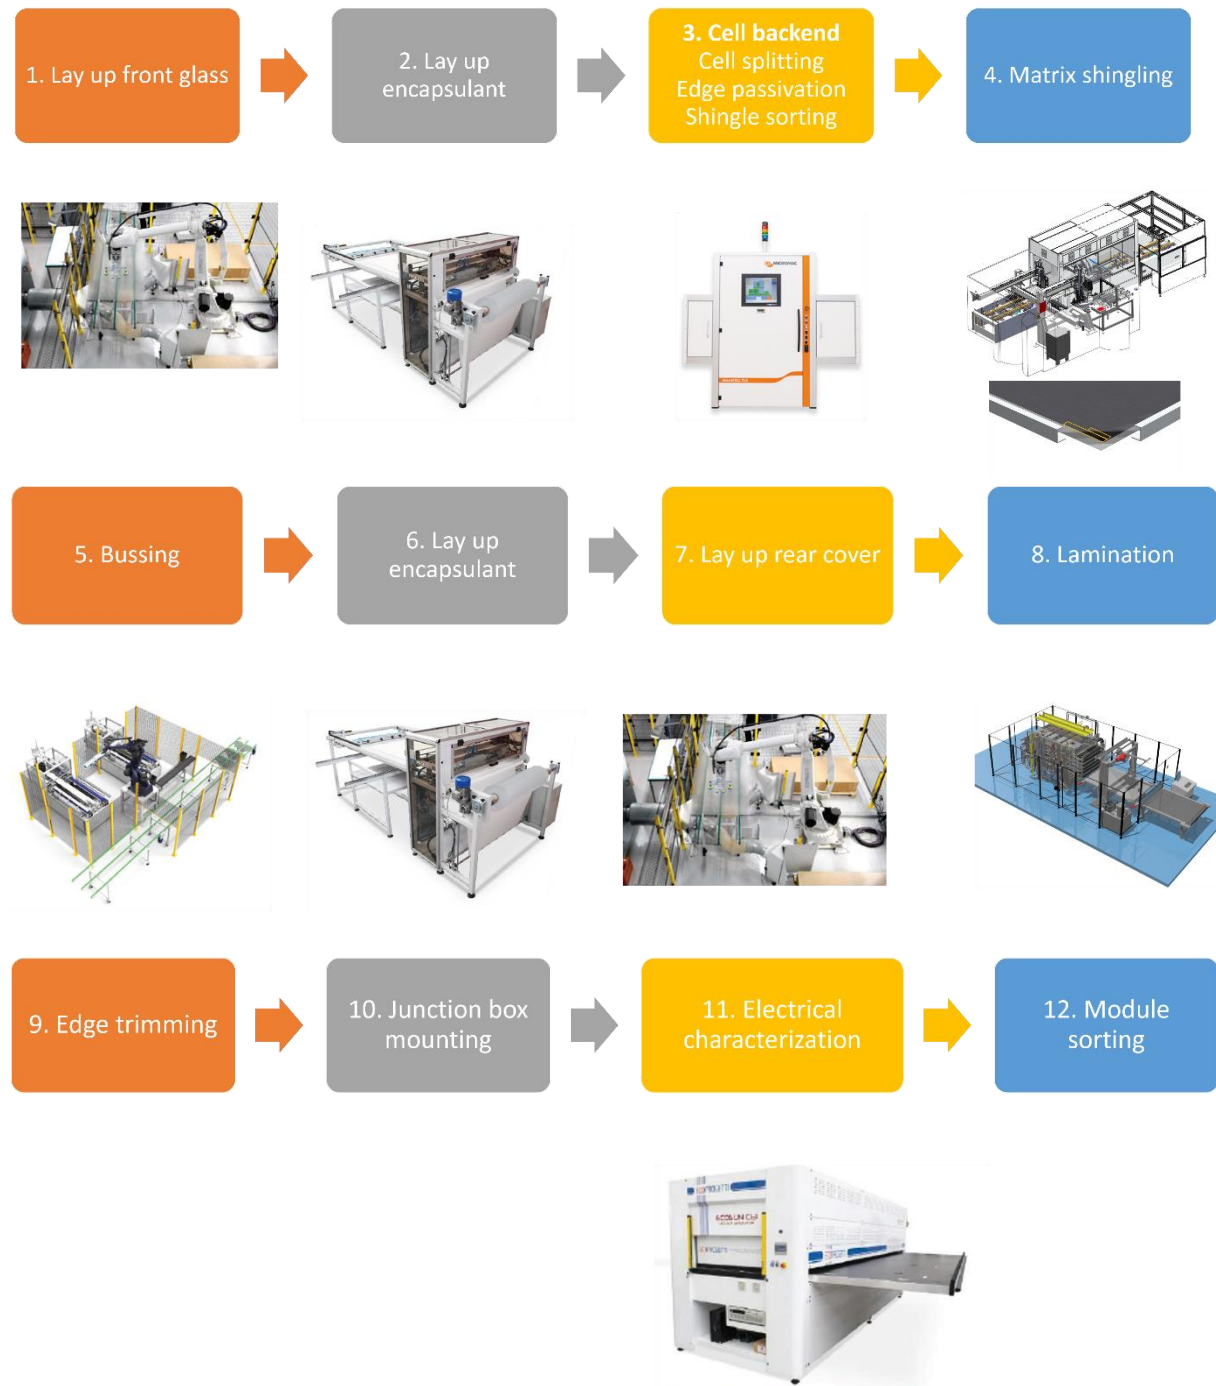 1. Lay up front glass
2. Lay up
encapsulant
3. Cell backend
Cell splitting
Edge passivation
Shingle sorting
4. Matrix shingling
5. Bussing
6. Lay up
encapsulant
7. Lay up rear cover
8. Lamination
9. Edge trimming
10. Junction box
mounting
11. Electrical
characterization
12. Module
sorting